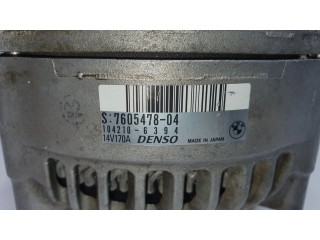 S:7605478-04
104210-6394
14V170A DENSO MADE IN JAPAN